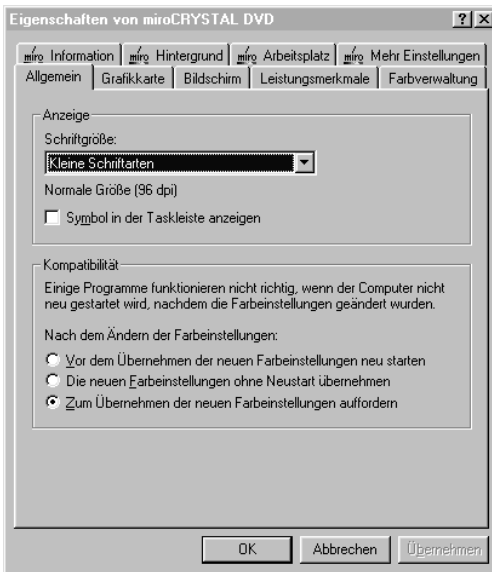 Eigenschaften von miroCRYSTAL DVD
miro Information miro Hintergrund miro Arbeitsplatz miro Mehr Einstellungen
Allgemein Grafikkarte Bildschirm Leistungsmerkmale Farbverwaltung
Anzeige
Schriftgröße:
Kleine Schriftarten
Normale Größe (96 dpi)
Symbol in der Taskleiste anzeigen
Kompatibilität
Einige Programme funktionieren nicht richtig, wenn der Computer nicht
neu gestartet wird, nachdem die Farbeinstellungen geändert wurden.
Nach dem Ändern der Farbeinstellungen:
Vor dem Übernehmen der neuen Farbeinstellungen neu starten
Die neuen Farbeinstellungen ohne Neustart übernehmen
Zum Übernehmen der neuen Farbeinstellungen auffordern
OK Abbrechen Übernehmen